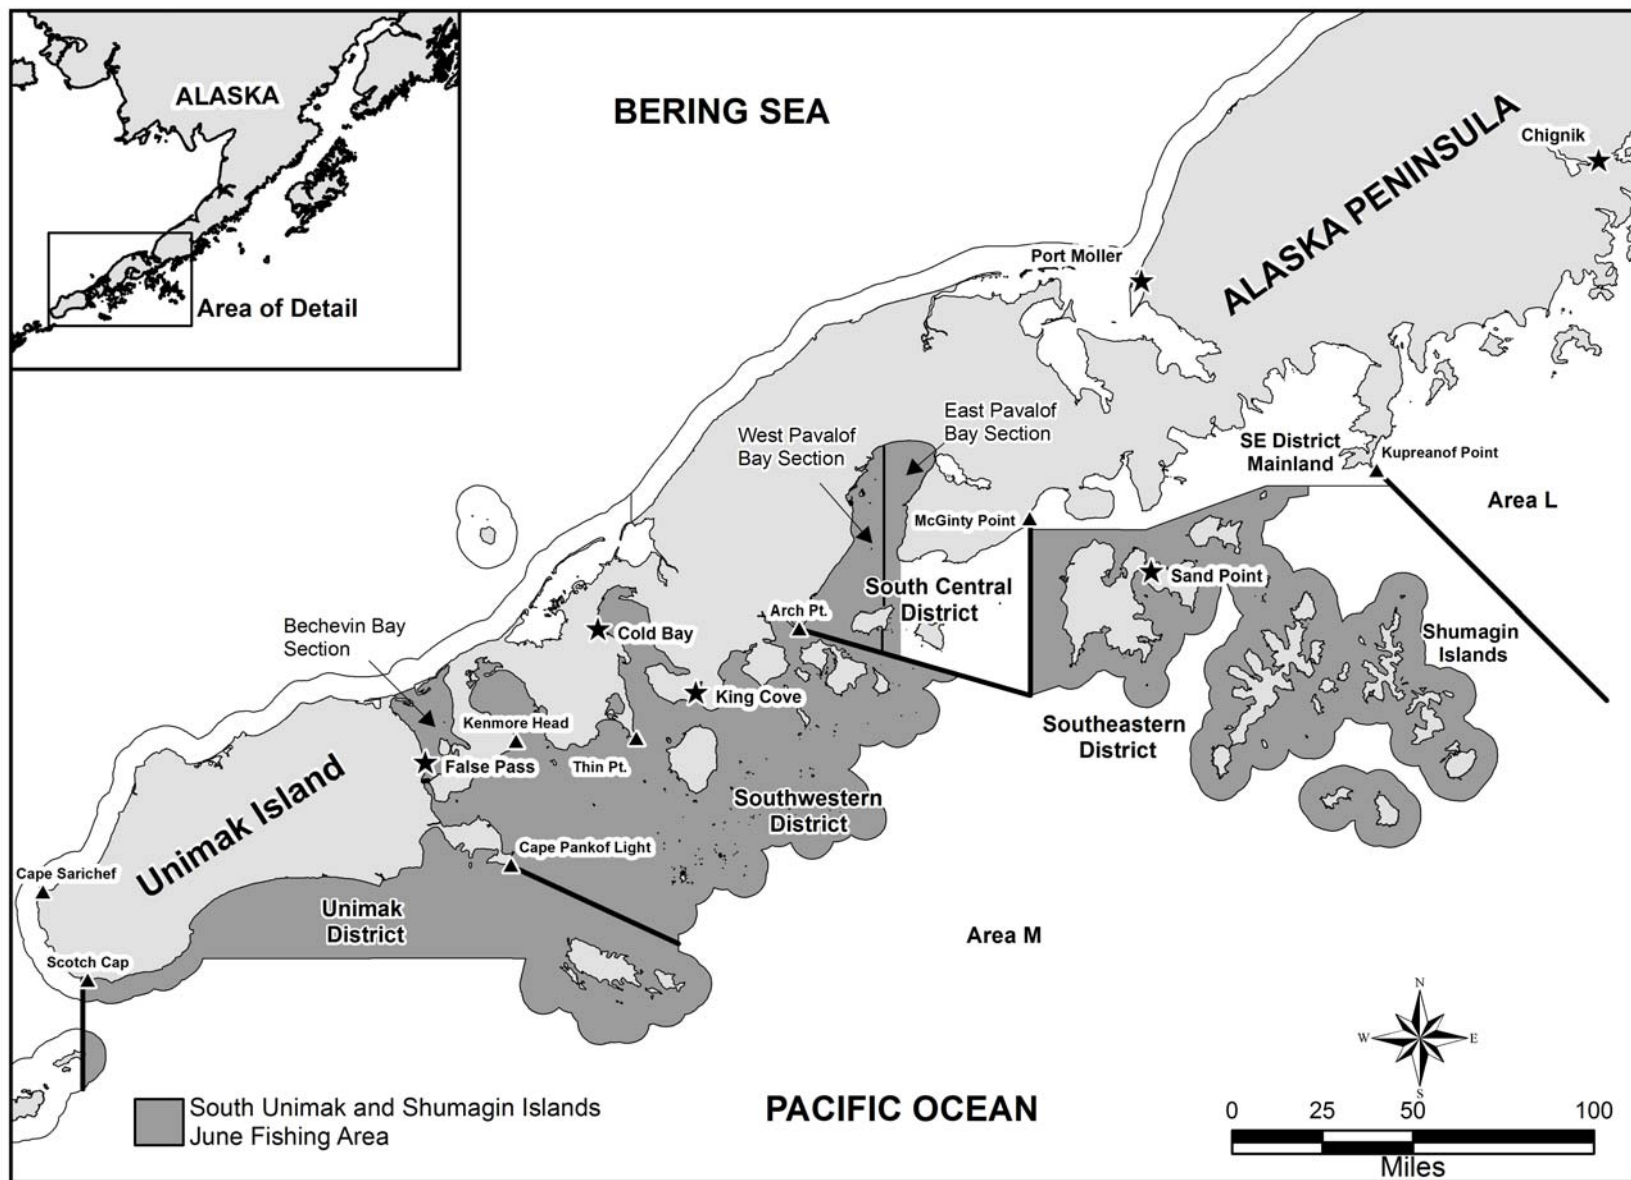 ALASKA
Area of Detail
BERING SEA
ALASKA PENINSULA
Chignik
Port Moller
East Pavalof
Bay Section
West Pavalof
Bay Section
SE District
Mainland
Kupreanof Point
Area L
McGinty Point
South Central
District
Sand Point
Arch Pt.
Cold Bay
Bechevin Bay
Section
Shumagin
Islands
King Cove
Kenmore Head
Southeastern
District
False Pass
Thin Pt.
Unimak Island
Southwestern
District
Cape Pankof Light
Cape Sarichef
Unimak
District
Area M
Scotch Cap
N
W
E
S
South Unimak and Shumagin Islands
June Fishing Area
PACIFIC OCEAN
0 25 50 100
Miles